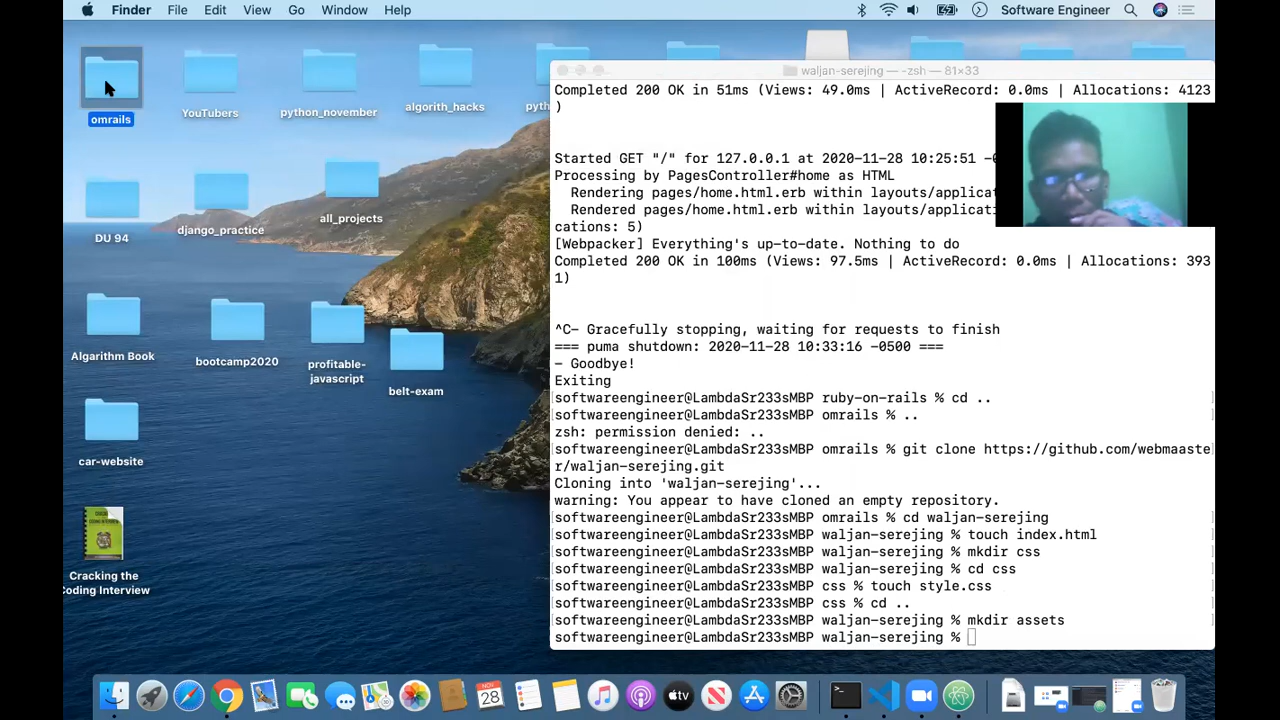 Finder File Edit View Go Window Help Software Engineer
waljan-serejing — -zsh — 81×33
omrails
YouTubers
python_november
algorith_hacks
DU 94
django_practice
all_projects
Algarithm Book
bootcamp2020
profitable-
javascript
belt-exam
car-website
Cracking the
Coding Interview
Completed 200 OK in 51ms (Views: 49.0ms | ActiveRecord: 0.0ms | Allocations: 4123
)
Started GET "/" for 127.0.0.1 at 2020-11-28 10:25:51
Processing by PagesController#home as HTML
Rendering pages/home.html.erb within
Rendered pages/home.html.erb within
cations: 5)
[Webpacker] Everything's up-to-date. Nothing to do
Completed 200 OK in 100ms (Views: 97.5ms | ActiveRecord: 0.0ms | Allocations: 393
1)
^C- Gracefully stopping, waiting for requests to finish
=== puma shutdown: 2020-11-28 10:33:16 -0500 ===
- Goodbye!
Exiting
softwareengineer@LambdaSr233sMBP ruby-on-rails % cd ..
softwareengineer@LambdaSr233sMBP omrails % ..
zsh: permission denied: ..
softwareengineer@LambdaSr233sMBP omrails % git clone https://github.com/webmaaste
r/waljan-serejing.git
Cloning into 'waljan-serejing'...
warning: You appear to have cloned an empty repository.
softwareengineer@LambdaSr233sMBP omrails % cd waljan-serejing
softwareengineer@LambdaSr233sMBP waljan-serejing % touch index.html
softwareengineer@LambdaSr233sMBP waljan-serejing % mkdir css
softwareengineer@LambdaSr233sMBP waljan-serejing % cd css
softwareengineer@LambdaSr233sMBP css % touch style.css
softwareengineer@LambdaSr233sMBP css % cd ..
softwareengineer@LambdaSr233sMBP waljan-serejing % mkdir assets
softwareengineer@LambdaSr233sMBP waljan-serejing %
NOV
28
tv